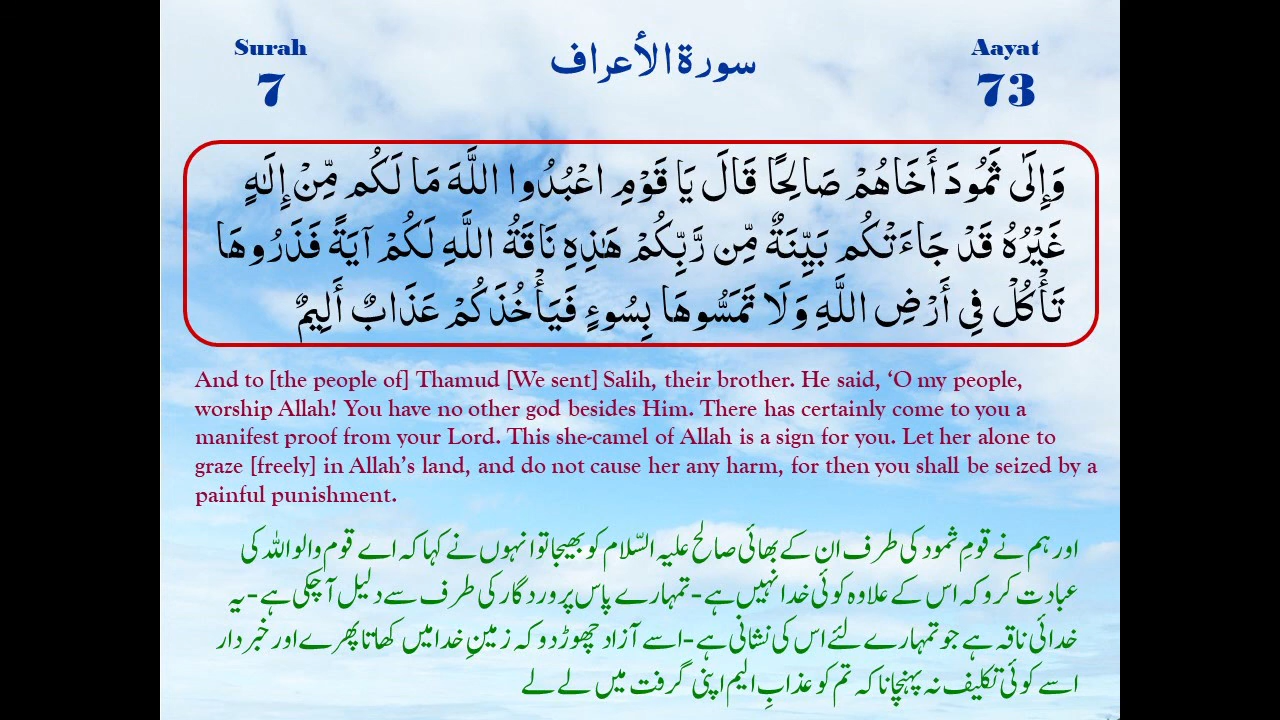 Surah
7
سورة الأعراف
Aayat
73
وَإِلَىٰ ثَمُودَ أَخَاهُمْ صَالِحًا قَالَ يَا قَوْمِ اعْبُدُوا اللَّهَ مَا لَكُم مِّنْ إِلَٰهٍ
غَيْرُهُ قَدْ جَاءَتْكُم بَيِّنَةٌ مِّن رَّبِّكُمْ هَٰذِهِ نَاقَةُ اللَّهِ لَكُمْ آيَةً فَذَرُوهَا
تَأْكُلْ فِي أَرْضِ اللَّهِ وَلَا تَمَسُّوهَا بِسُوءٍ فَيَأْخُذَكُمْ عَذَابٌ أَلِيمٌ
And to [the people of] Thamud [We sent] Salih, their brother. He said, ‘O my people,
worship Allah! You have no other god besides Him. There has certainly come to you a
manifest proof from your Lord. This she-camel of Allah is a sign for you. Let her alone to
graze [freely] in Allah’s land, and do not cause her any harm, for then you shall be seized by a
painful punishment.
اور ہم نے قومِ ثمود کی طرف ان کے بھائی صالح علیہ السّلام کو بھیجا تو انہوں نے کہا کہ اے قوم والو اللہ کی
عبادت کرو کہ اس کے علاوہ کوئی خدا نہیں ہے-تمہارے پاس پروردگار کی طرف سے دلیل آچکی ہے-یہ
خدائی ناقہ ہے جو تمہارے لئے اس کی نشانی ہے-اسے آزاد چھوڑ دو کہ زمینِ خدا میں کھاتا پھرے اور خبردار
اسے کوئی تکلیف نہ پہنچانا کہ تم کو عذابِ الیم اپنی گرفت میں لے لے